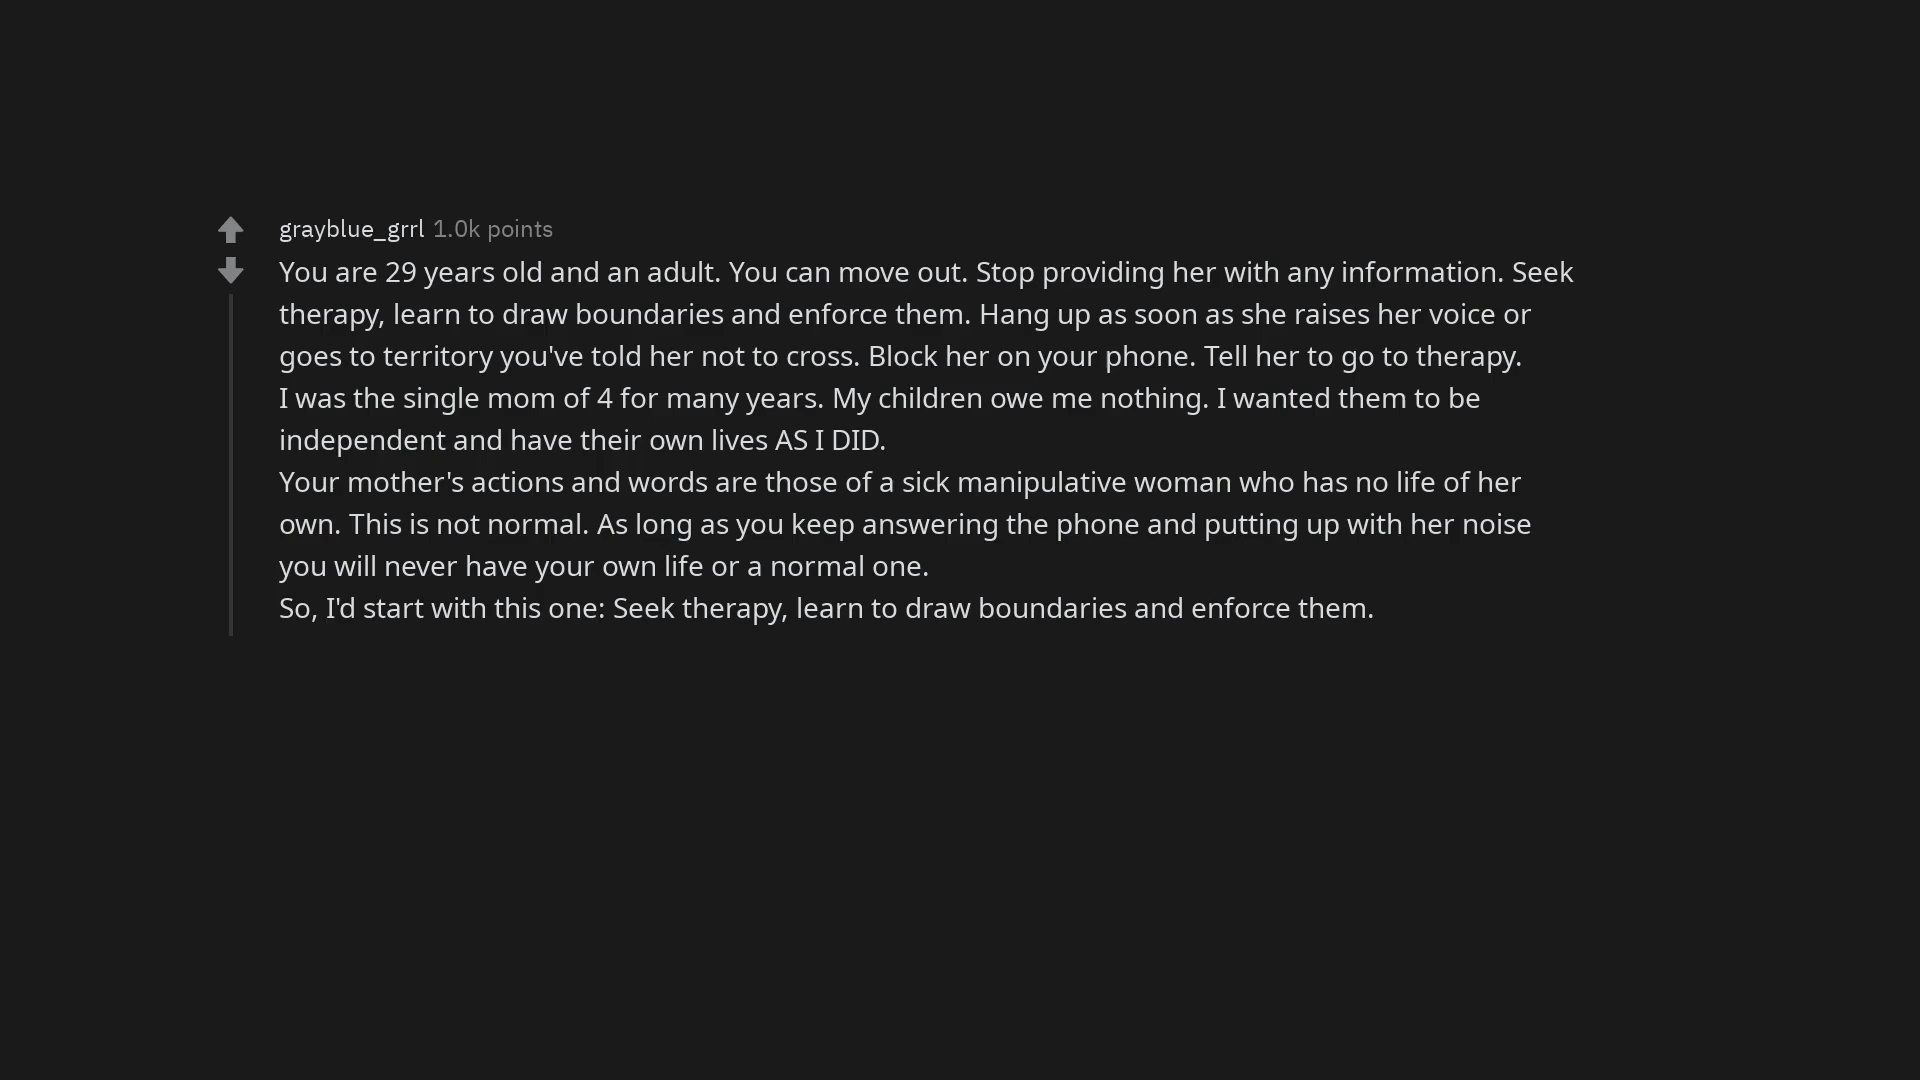 grayblue_grrl 1.0k points
You are 29 years old and an adult. You can move out. Stop providing her with any information. Seek
therapy, learn to draw boundaries and enforce them. Hang up as soon as she raises her voice or
goes to territory you've told her not to cross. Block her on your phone. Tell her to go to therapy.
I was the single mom of 4 for many years. My children owe me nothing. I wanted them to be
independent and have their own lives AS I DID.
Your mother's actions and words are those of a sick manipulative woman who has no life of her
own. This is not normal. As long as you keep answering the phone and putting up with her noise
you will never have your own life or a normal one.
So, I'd start with this one: Seek therapy, learn to draw boundaries and enforce them.